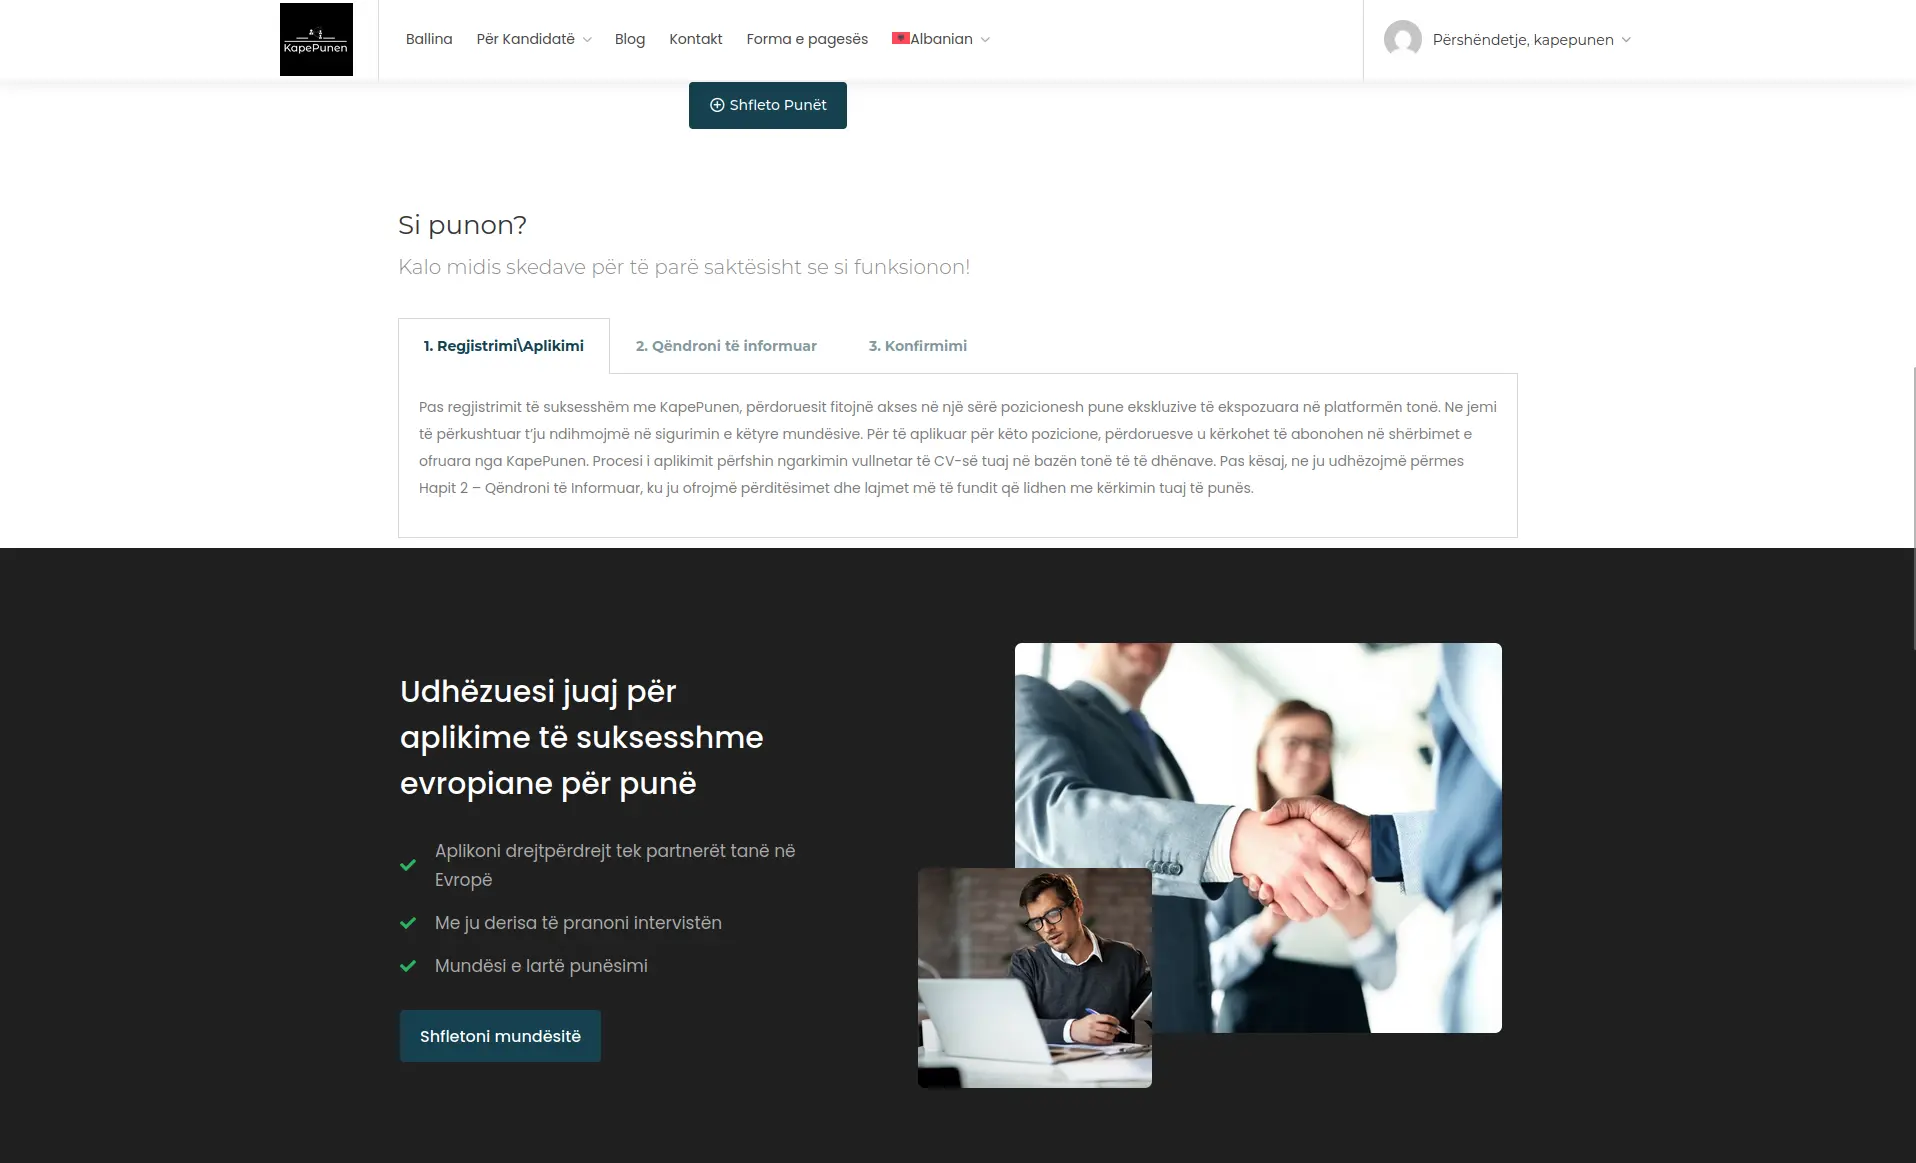 KapePunen
Ballina
Për Kandidatë
Blog
Kontakt
Forma e pagesës
Albanian
Përshëndetje, kapepunen
Shfleto Punët
Si punon?
Kalo midis skedave për të parë saktësisht se si funksionon!
1. Regjistrimi\Aplikimi
2. Qëndroni të informuar
3. Konfirmimi
Pas regjistrimit të suksesshëm me KapePunen, përdoruesit fitojnë akses në një sërë pozicionesh pune ekskluzive të ekspozuara në platformën tonë. Ne jemi
të përkushtuar t’ju ndihmojmë në sigurimin e këtyre mundësive. Për të aplikuar për këto pozicione, përdoruesve u kërkohet të abonohen në shërbimet e
ofruara nga KapePunen. Procesi i aplikimit përfshin ngarkimin vullnetar të CV-së tuaj në bazën tonë të të dhënave. Pas kësaj, ne ju udhëzojmë përmes
Hapit 2 – Qëndroni të Informuar, ku ju ofrojmë përditësimet dhe lajmet më të fundit që lidhen me kërkimin tuaj të punës.
Udhëzuesi juaj për
aplikime të suksesshme
evropiane për punë
Aplikoni drejtpërdrejt tek partnerët tanë në
Evropë
Me ju derisa të pranoni intervistën
Mundësi e lartë punësimi
Shfletoni mundësitë